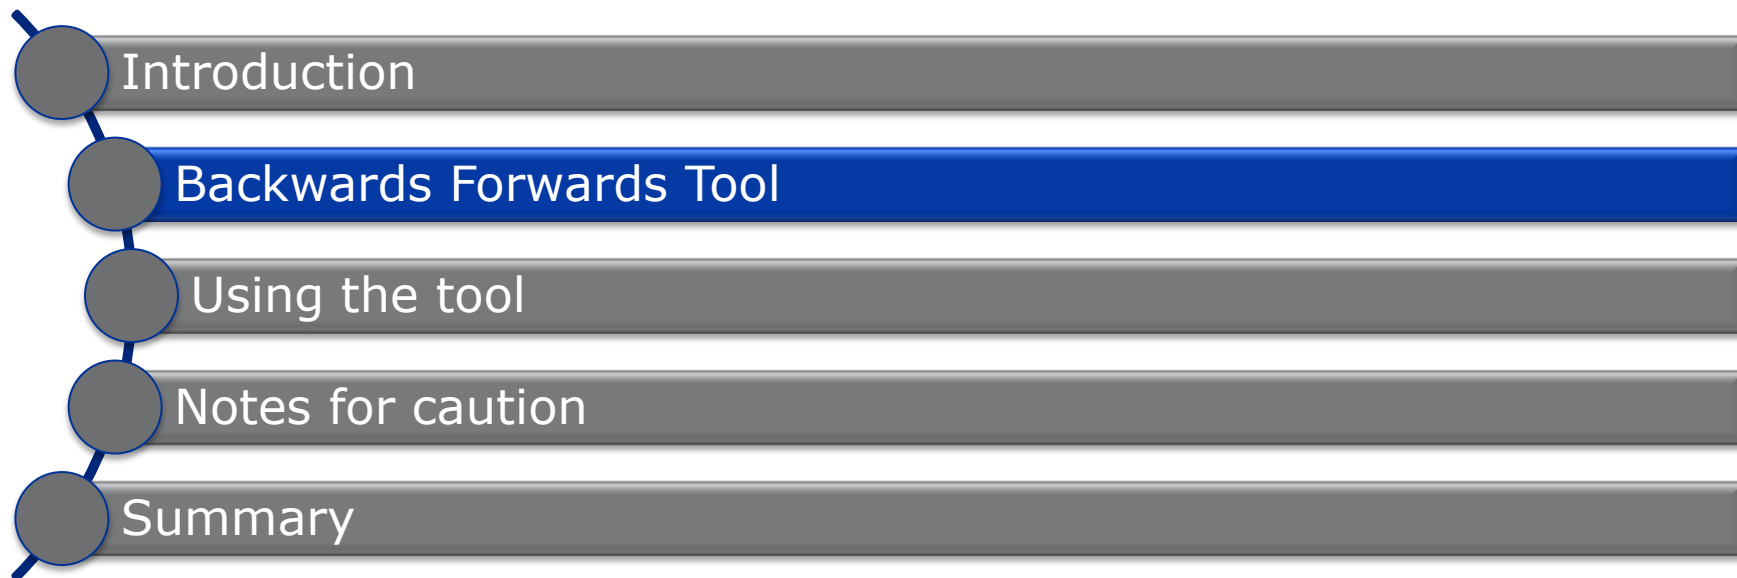 Introduction
Backwards Forwards Tool
Using the tool
Notes for caution
Summary